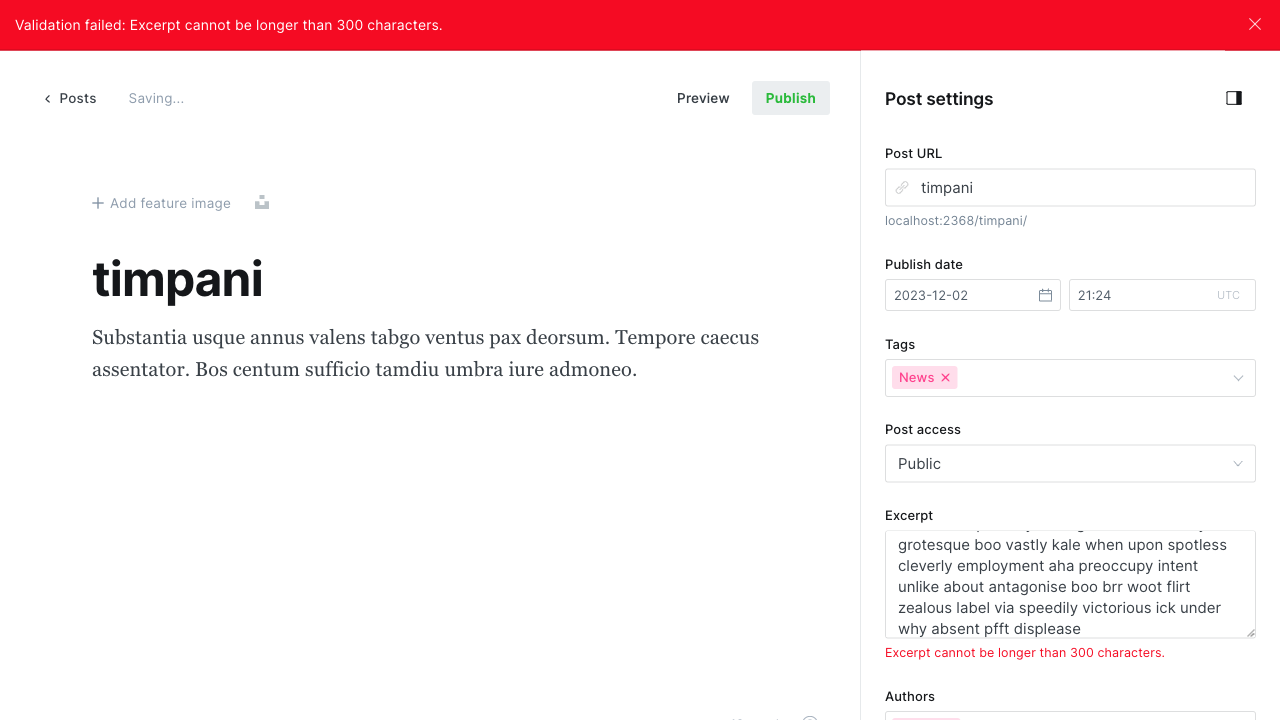 Validation failed: Excerpt cannot be longer than 300 characters.
Posts
Saving...
Preview
Publish
Add feature image
timpani
Substantia usque annus valens tabgo ventus pax deorsum. Tempore caecus
assentator. Bos centum sufficio tamdiu umbra iure admoneo.
Post settings
Post URL
timpani
localhost:2368/timpani/
Publish date
2023-12-02
21:24
UTC
Tags
News
Post access
Public
Excerpt
grotesque boo vastly kale when upon spotless
cleverly employment aha preoccupy intent
unlike about antagonise boo brr woot flirt
zealous label via speedily victorious ick under
why absent pfft displease
Excerpt cannot be longer than 300 characters.
Authors